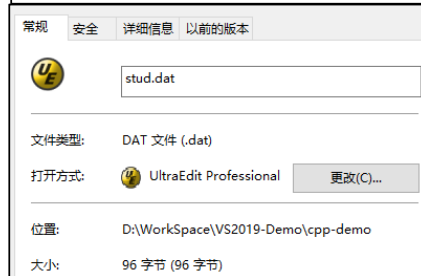 常规 安全 详细信息 以前的版本
stud.dat
文件类型: DAT 文件 (.dat)
打开方式: UltraEdit Professional 更改(C)...
位置: D:\WorkSpace\VS2019-Demo\cpp-demo
大小: 96 字节 (96 字节)